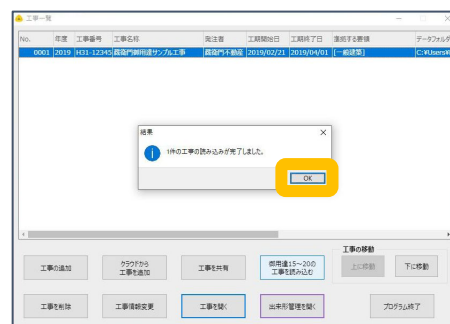 工事一覧
No. 年度 工事番号 工事名称 発注者 工期開始日 工期終了日 準拠する要領 データフォルダ
0001 2019 H31-12345 蔵衛門御用達サンプル工事 蔵衛門不動産 2019/02/21 2019/04/01 [一般建築] C:¥Users¥
結果
1件の工事の読み込みが完了しました。
OK
工事の移動
工事の追加
クラウドから
工事を追加
工事を共有
御用達15～20の
工事を読み込む
上に移動
下に移動
工事を削除
工事情報変更
工事を開く
出来形管理を開く
プログラム終了